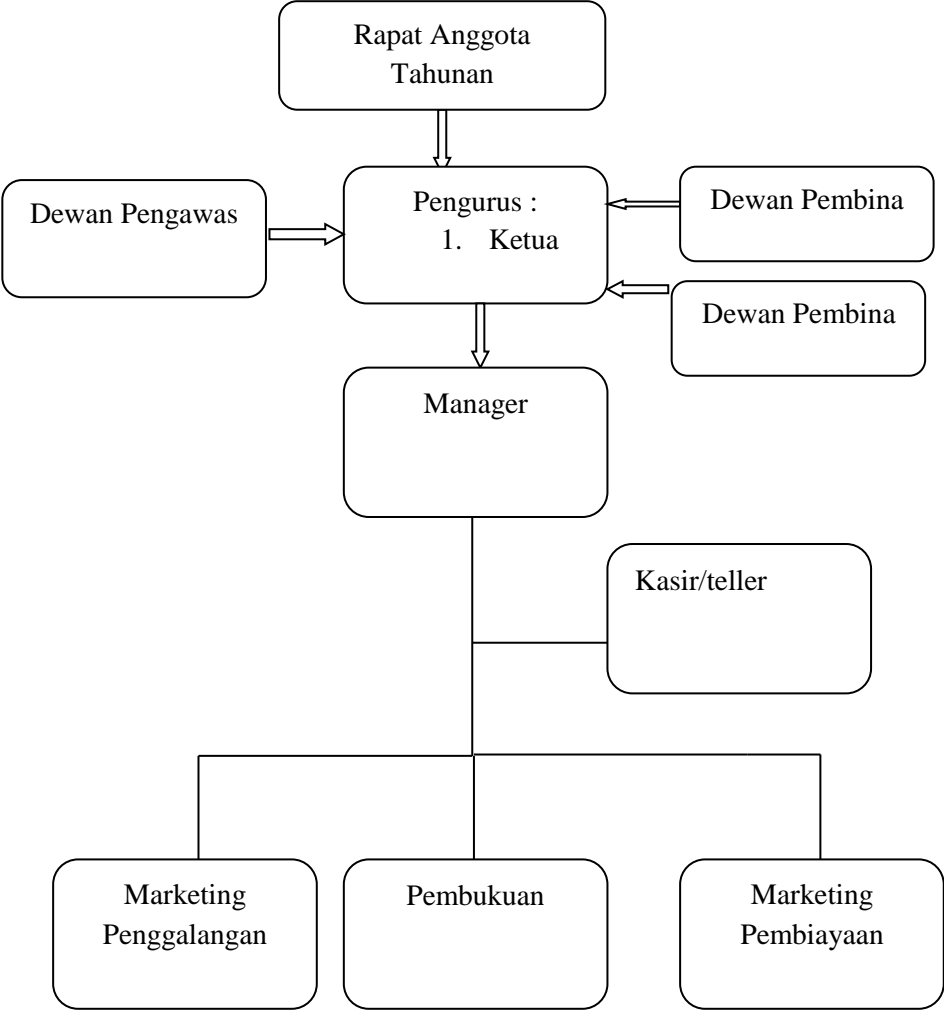 Rapat Anggota
Tahunan
Dewan Pengawas
Pengurus :
1. Ketua
Dewan Pembina
Dewan Pembina
Manager
Kasir/teller
Marketing
Penggalangan
Pembukuan
Marketing
Pembiayaan